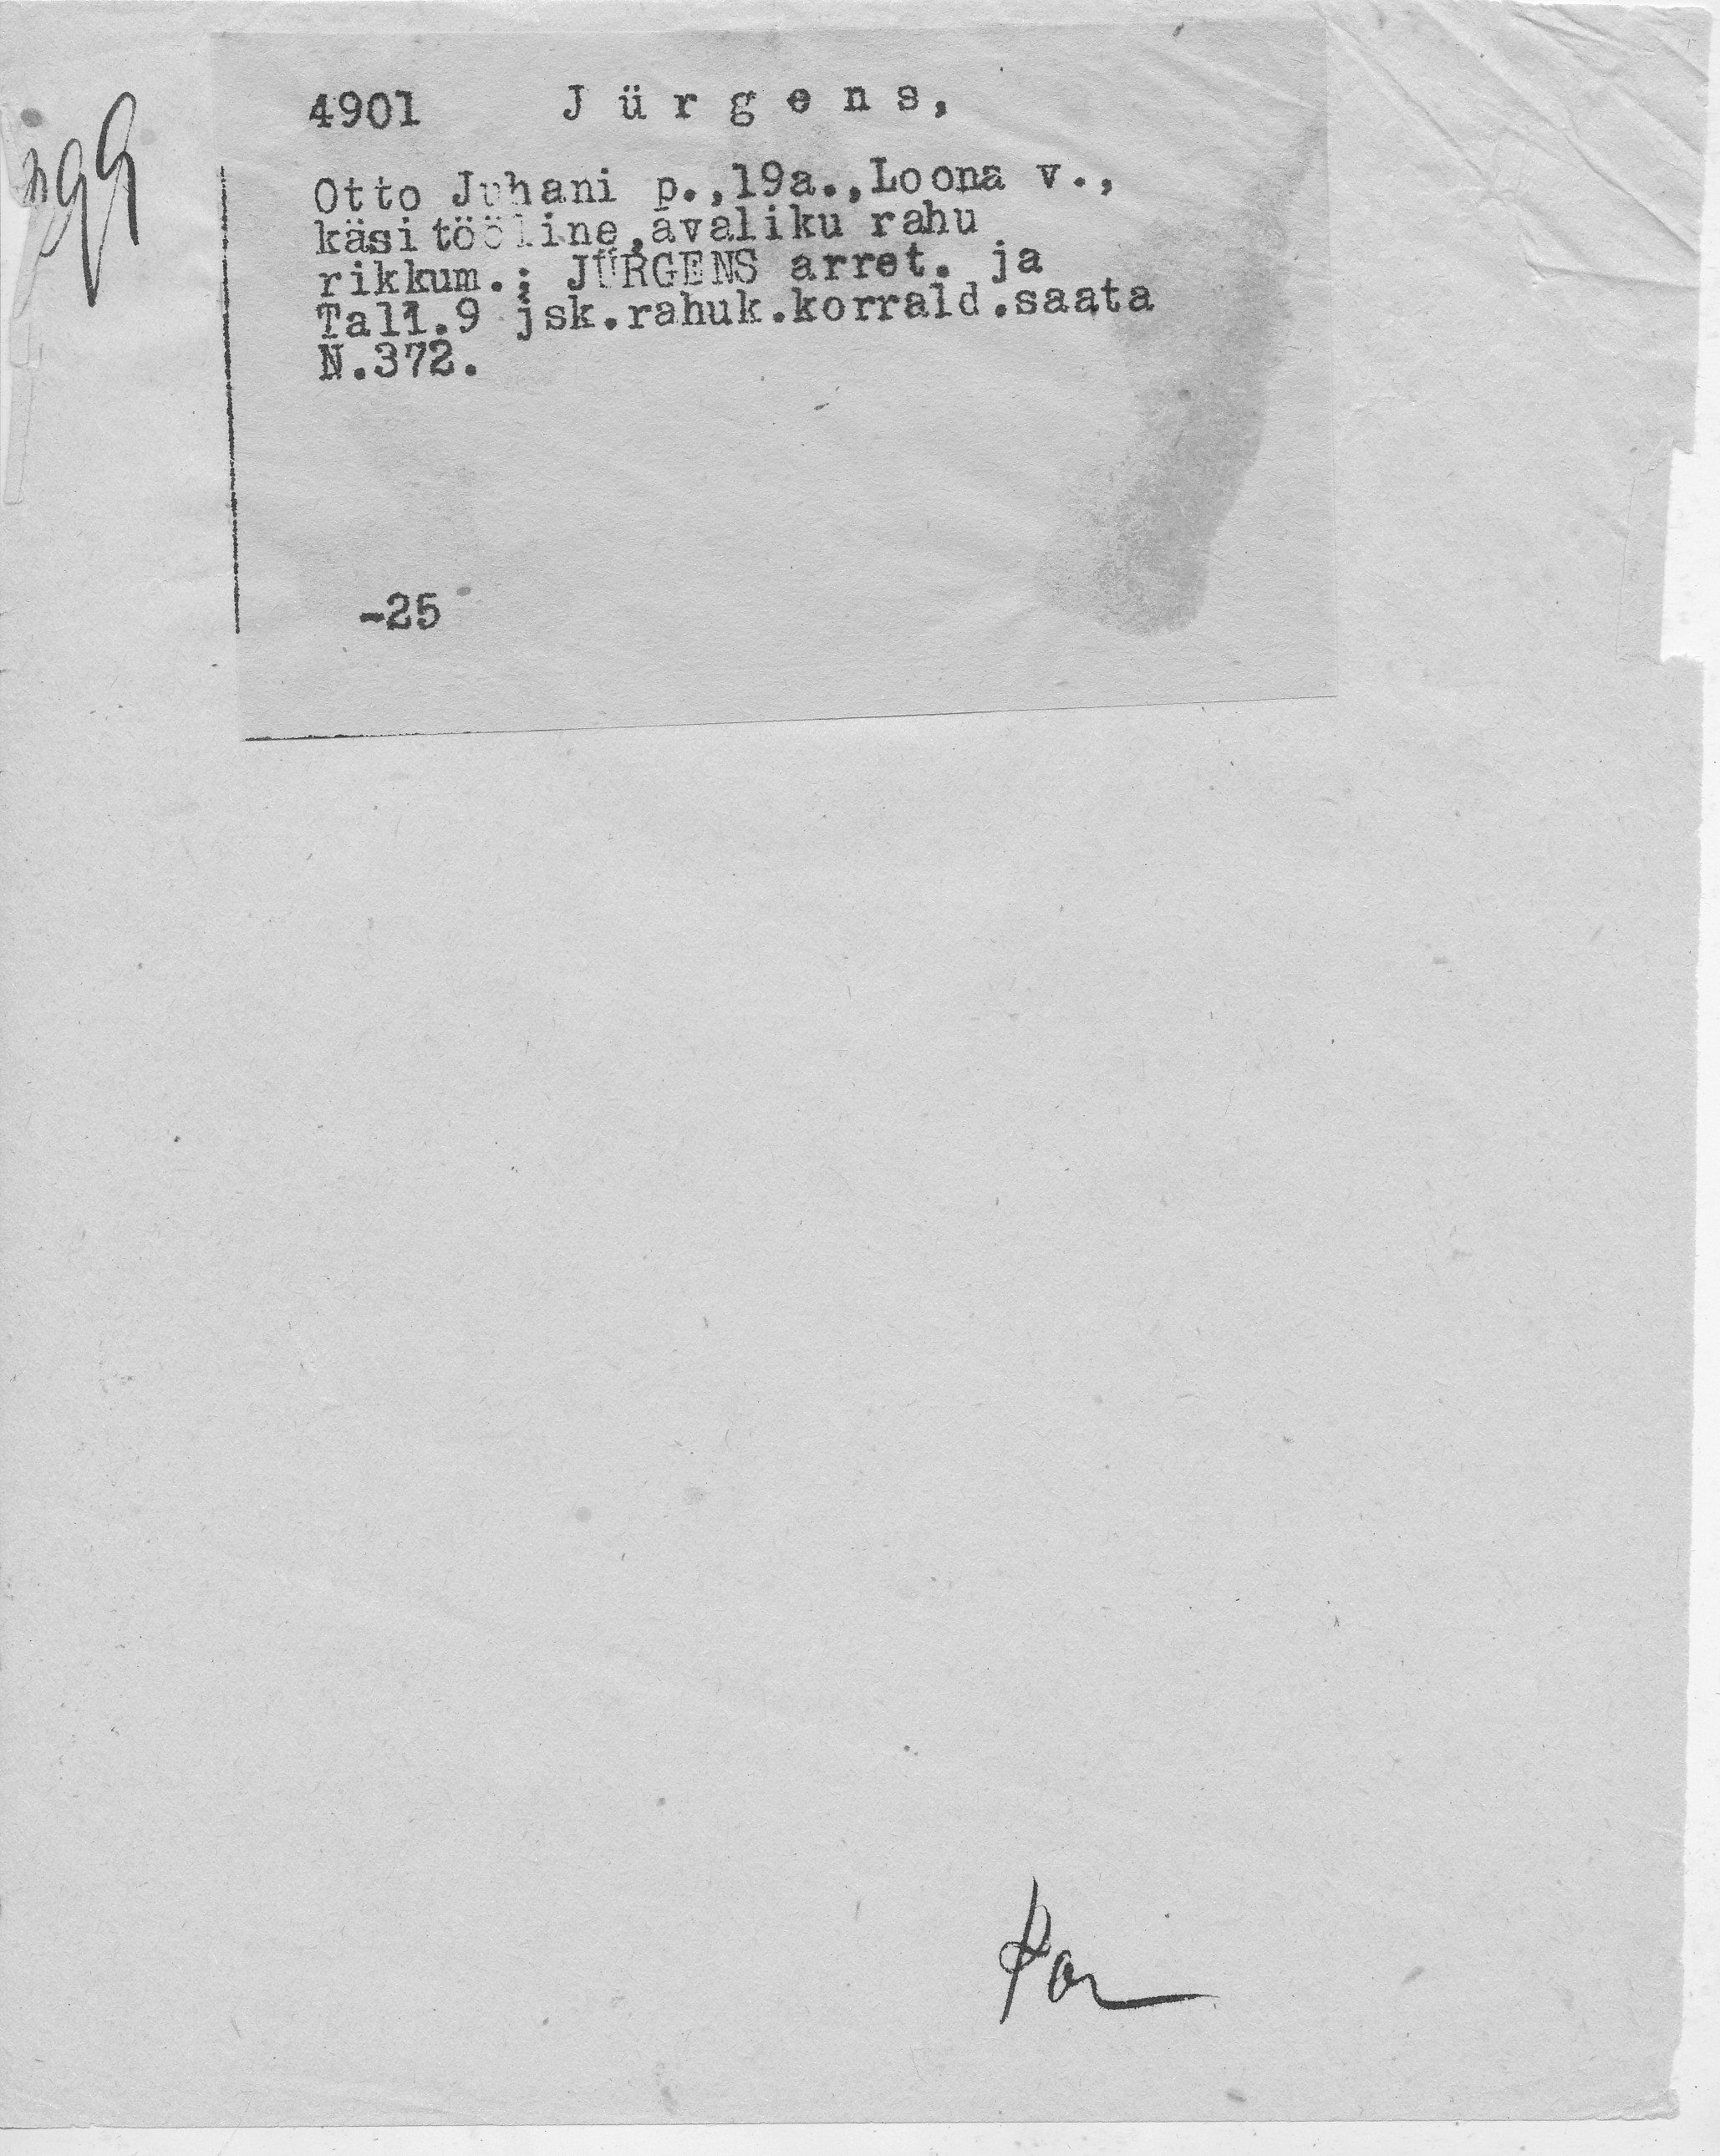 4901 Jürgens,
Otto Juhani p.,19a.,Loona v.,
käsitööline,avaliku rahu
rikkum.; JÜRGENS arret. ja
Tall.9 jsk.rahuk.korrald.saata
N.372.
-25